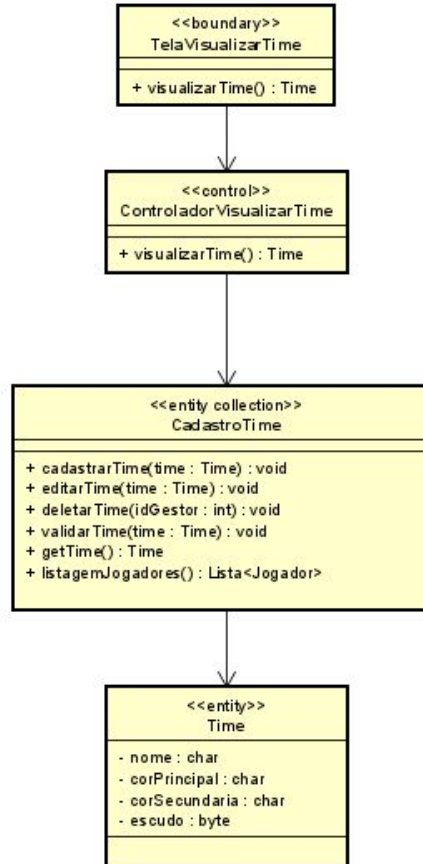 <<boundary>>
TelaVisualizarTime
+ visualizarTime() : Time
<<control>>
ControladorVisualizarTime
+ visualizarTime() : Time
<<entity collection>>
CadastroTime
+ cadastrarTime(time : Time) : void
+ editarTime(time : Time) : void
+ deletarTime(idGestor : int) : void
+ validarTime(time : Time) : void
+ getTime() : Time
+ listagemJogadores() : Lista<Jogador>
<<entity>>
Time
- nome : char
- corPrincipal : char
- corSecundaria : char
- escudo : byte